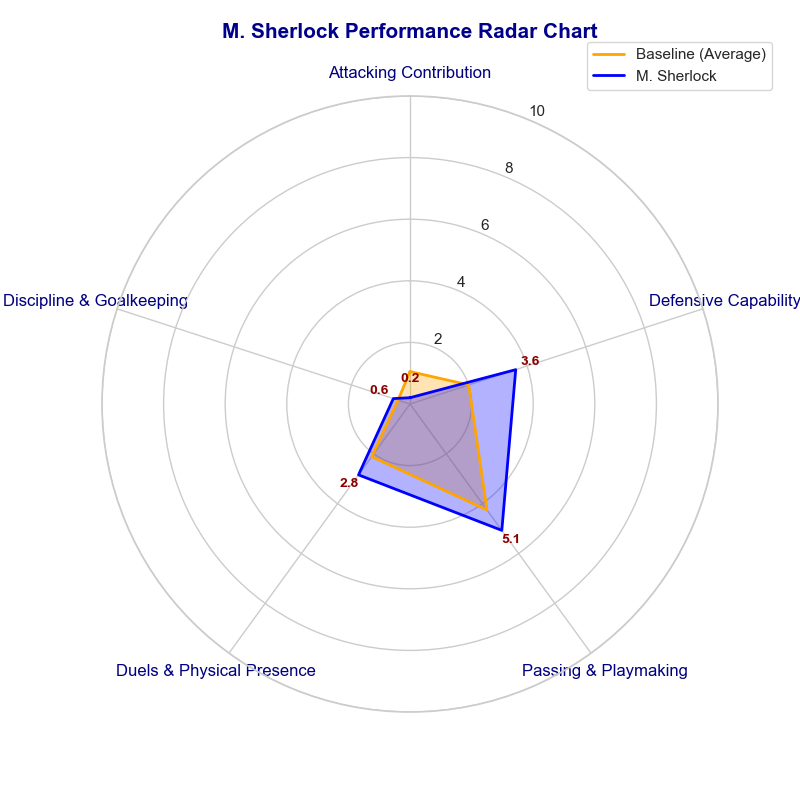 M. Sherlock Performance Radar Chart
Baseline (Average)
M. Sherlock
Attacking Contribution
10
8
6
4
2
Discipline & Goalkeeping
Defensive Capability
3.6
0.2
0.6
2.8
5.1
Duels & Physical Presence
Passing & Playmaking